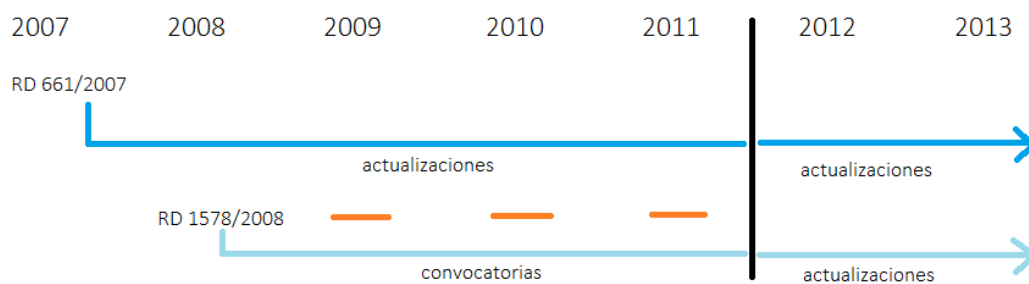 2007 2008 2009 2010 2011 2012 2013
RD 661/2007
actualizaciones actualizaciones
RD 1578/2008
convocatorias actualizaciones